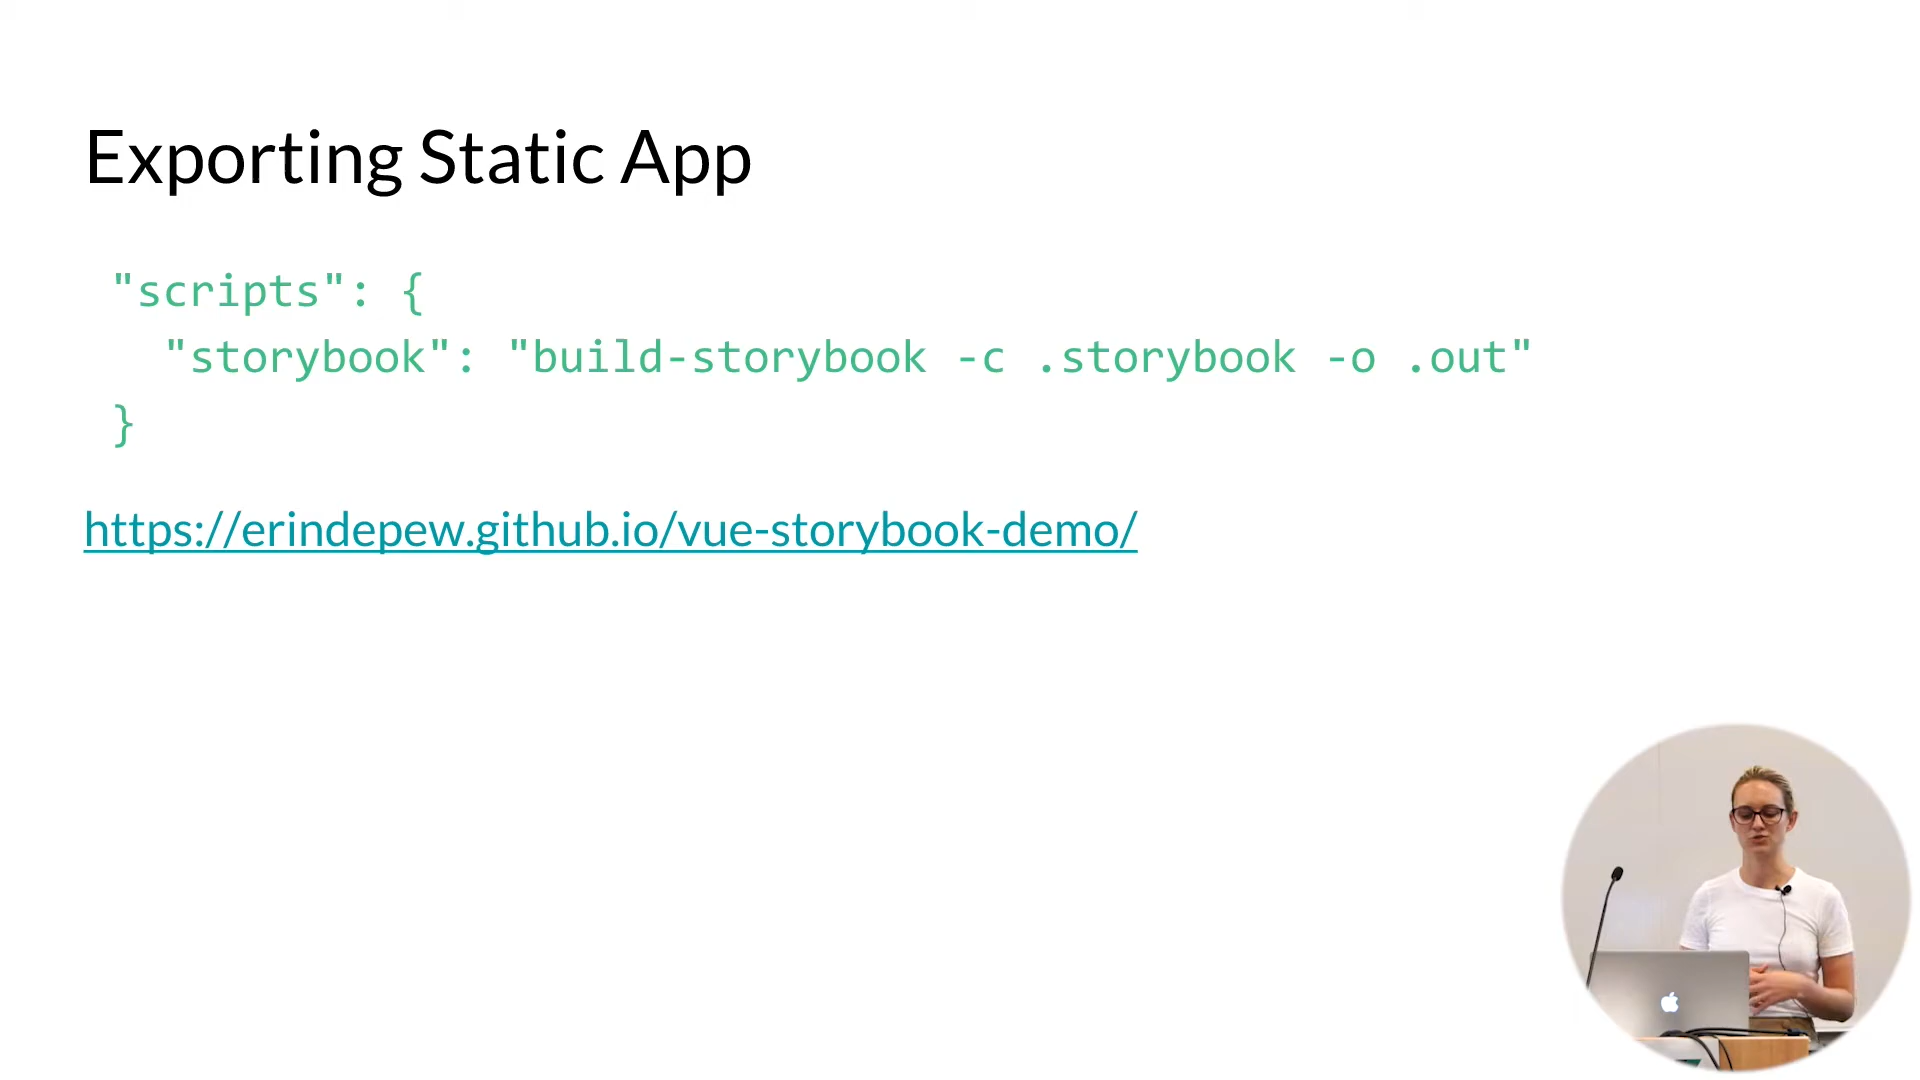 Exporting Static App
"scripts": {
"storybook": "build-storybook -c .storybook -o .out"
}
https://erindepew.github.io/vue-storybook-demo/